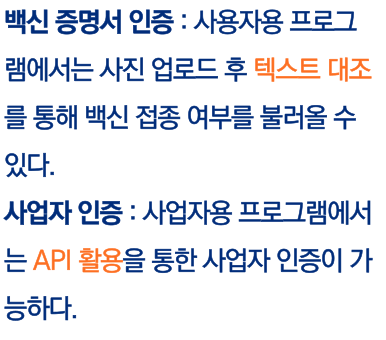 백신 증명서 인증 : 사용자용 프로그
램에서는 사진 업로드 후 텍스트 대조
를 통해 백신 접종 여부를 불러올 수
있다.
사업자 인증 : 사업자용 프로그램에서
는 API 활용을 통한 사업자 인증이 가
능하다.